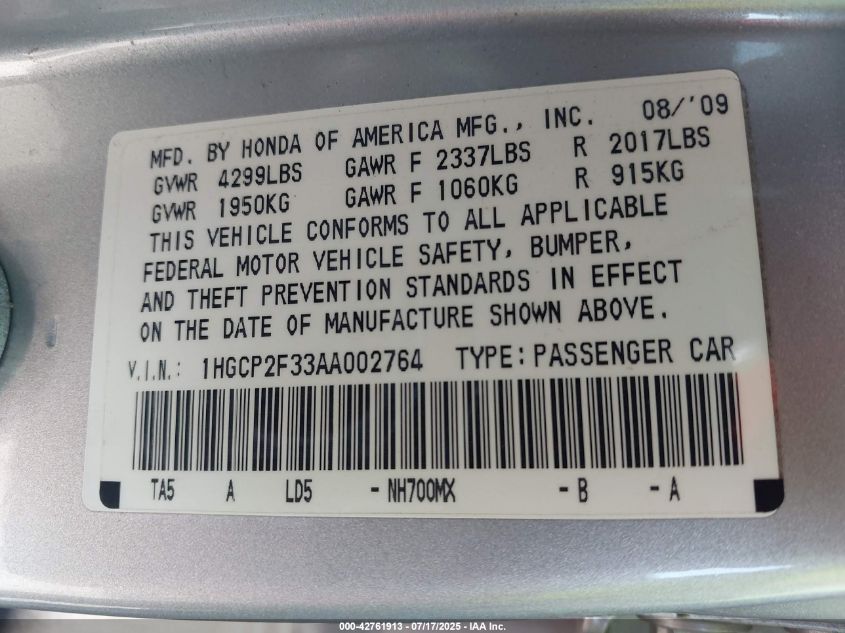 MFD. BY HONDA OF AMERICA MFG., INC. 08/'09
GVWR 4299LBS GAWR F 2337LBS R 2017LBS
GVWR 1950KG GAWR F 1060KG R 915KG
THIS VEHICLE CONFORMS TO ALL APPLICABLE
FEDERAL MOTOR VEHICLE SAFETY, BUMPER,
AND THEFT PREVENTION STANDARDS IN EFFECT
ON THE DATE OF MANUFACTURE SHOWN ABOVE.
V.I.N.: 1HGCP2F33AA002764 TYPE: PASSENGER CAR
TA5 A LD5 - NH700MX - B - A
000-42761913 - 07/17/2025 - IAA Inc.